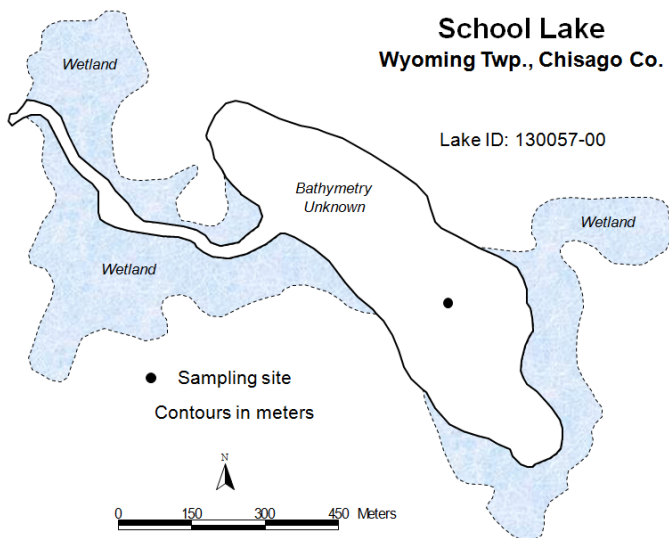 School Lake
Wyoming Twp., Chisago Co.
Wetland
Lake ID: 130057-00
Bathymetry
Unknown
Wetland
Wetland
Sampling site
Contours in meters
N
0 150 300 450 Meters